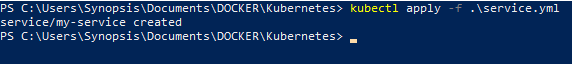 PS C:\Users\Synopsis\Documents\DOCKER\Kubernetes> kubectl apply -f .\service.yml
service/my-service created
PS C:\Users\Synopsis\Documents\DOCKER\Kubernetes>